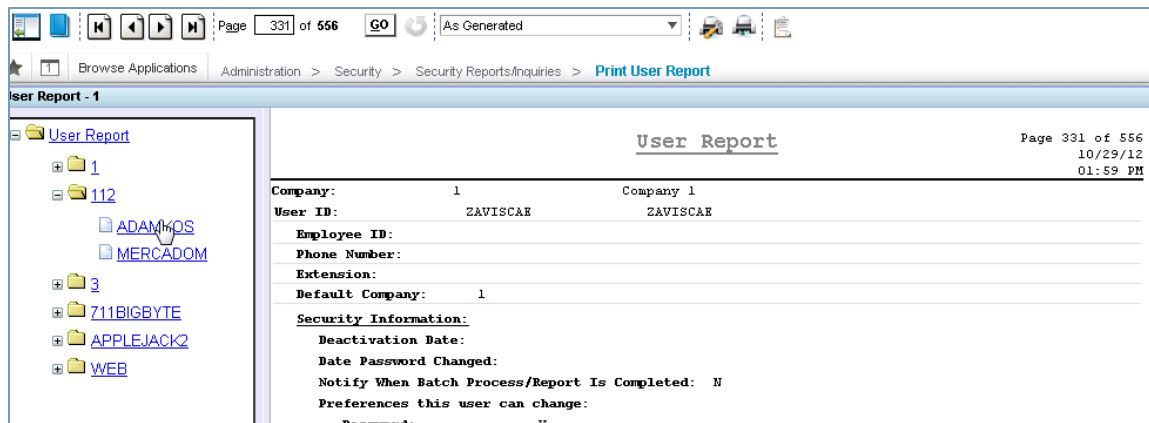 Page 331 of 556 GO As Generated
1 Browse Applications Administration > Security > Security Reports/Inquiries > Print User Report
ser Report - 1
User Report
1
112
ADAMKOS
MERCADOM
3
711BIGBYTE
APPLEJACK2
WEB
User Report
Page 331 of 556
10/29/12
01:59 PM
Company: 1 Company 1
User ID: ZAVISCAE ZAVISCAE
Employee ID:
Phone Number:
Extension:
Default Company: 1
Security Information:
Deactivation Date:
Date Password Changed:
Notify When Batch Process/Report Is Completed: N
Preferences this user can change: